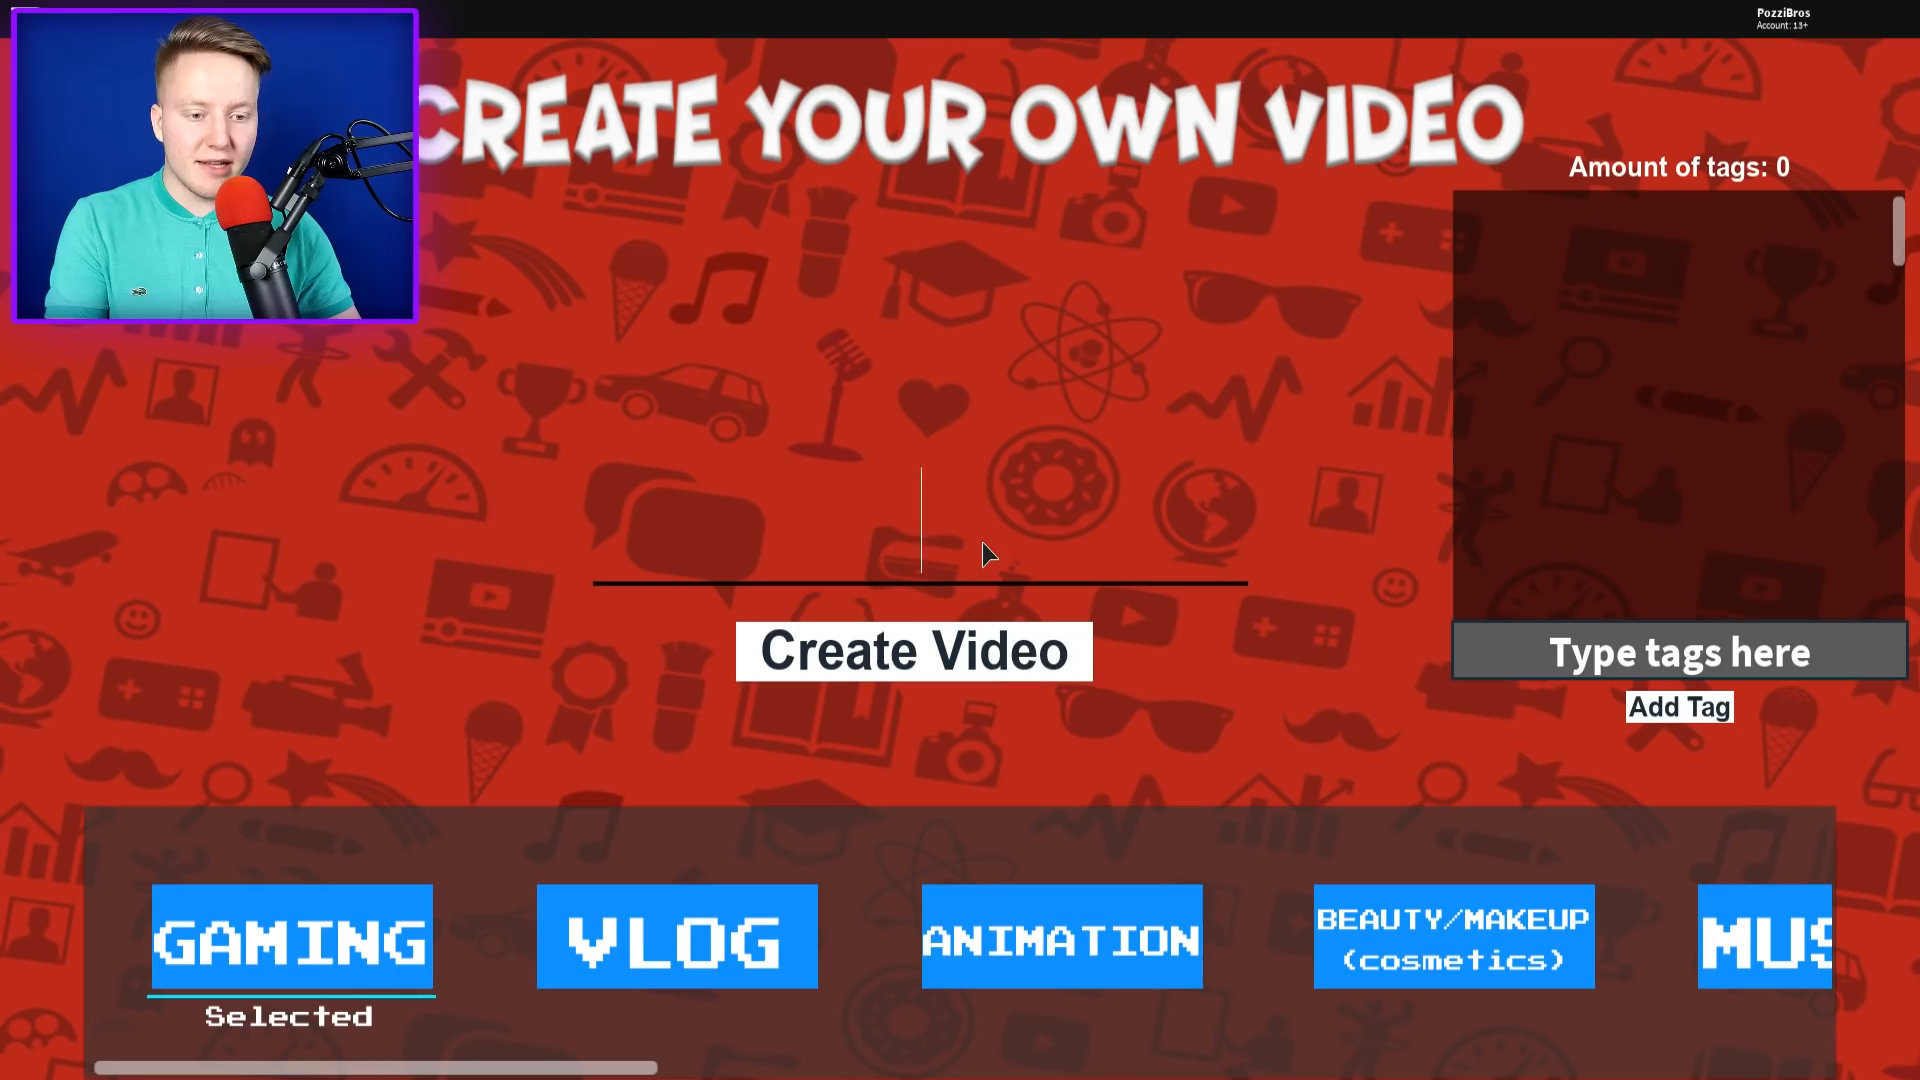 PozziBros
Account: 13+
CREATE YOUR OWN VIDEO
Amount of tags: 0
Create Video
Type tags here
Add Tag
GAMING
VLOG
ANIMATION
BEAUTY/MAKEUP
(cosmetics)
MUS
Selected